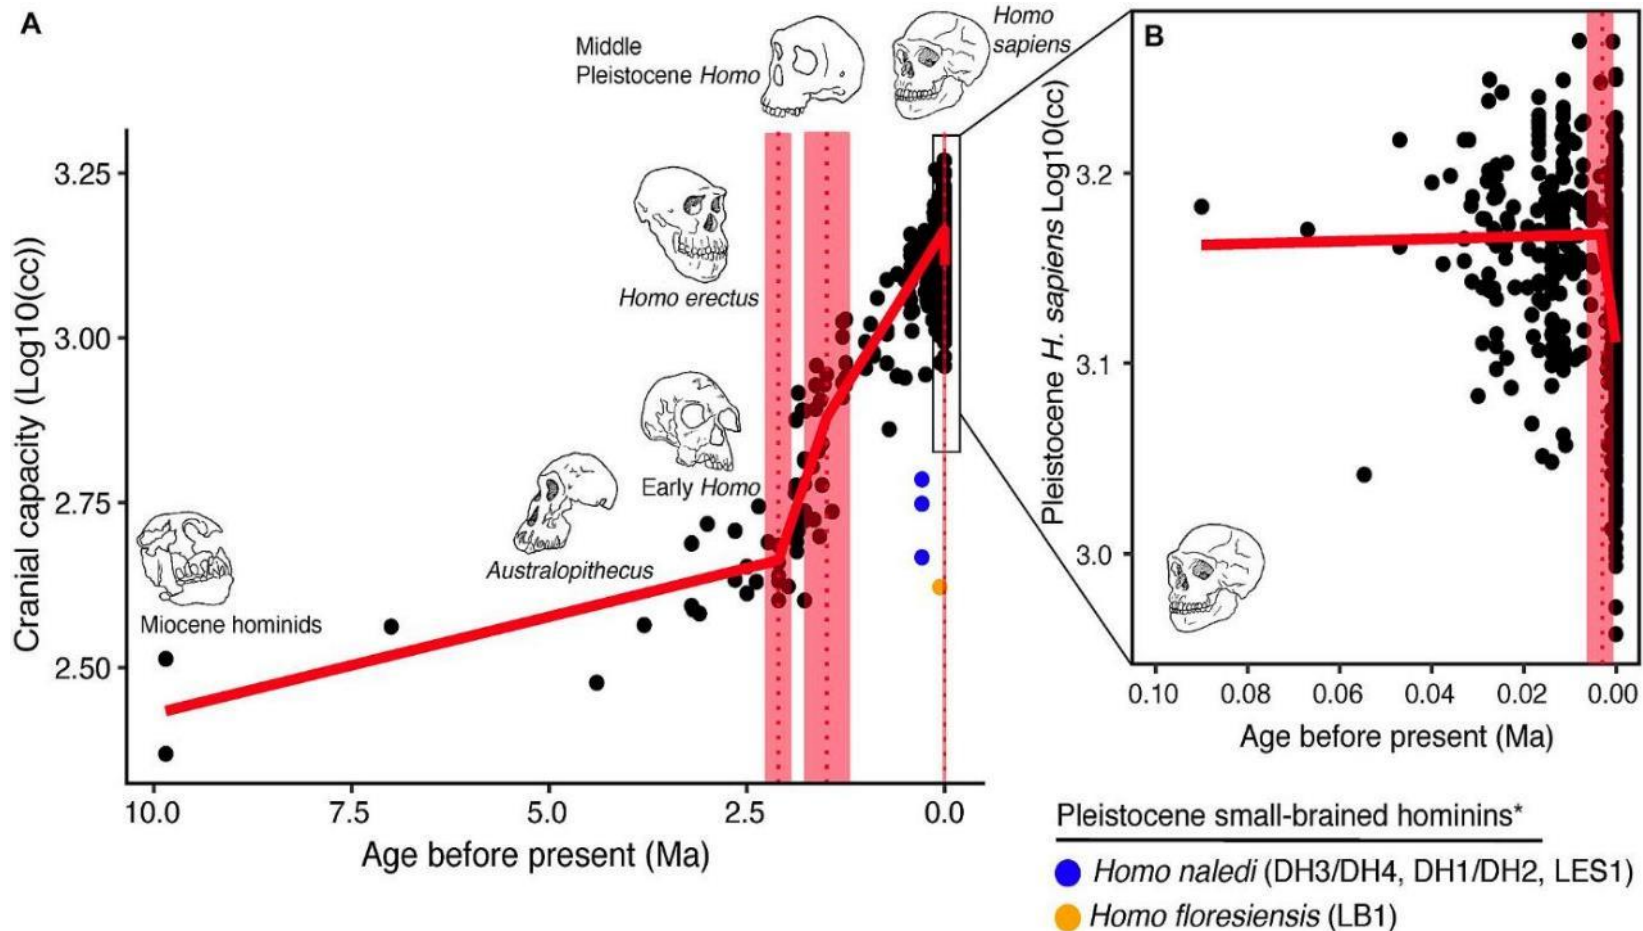 A
Middle
Pleistocene Homo
Homo
sapiens
B
Cranial capacity (Log10(cc))
3.25
3.00
2.75
2.50
Homo erectus
Early Homo
Australopithecus
Miocene hominids
10.0 7.5 5.0 2.5 0.0
Age before present (Ma)
Pleistocene H. sapiens Log10(cc)
3.2
3.1
3.0
0.10 0.08 0.06 0.04 0.02 0.00
Age before present (Ma)
Pleistocene small-brained hominins*
Homo naledi (DH3/DH4, DH1/DH2, LES1)
Homo floresiensis (LB1)